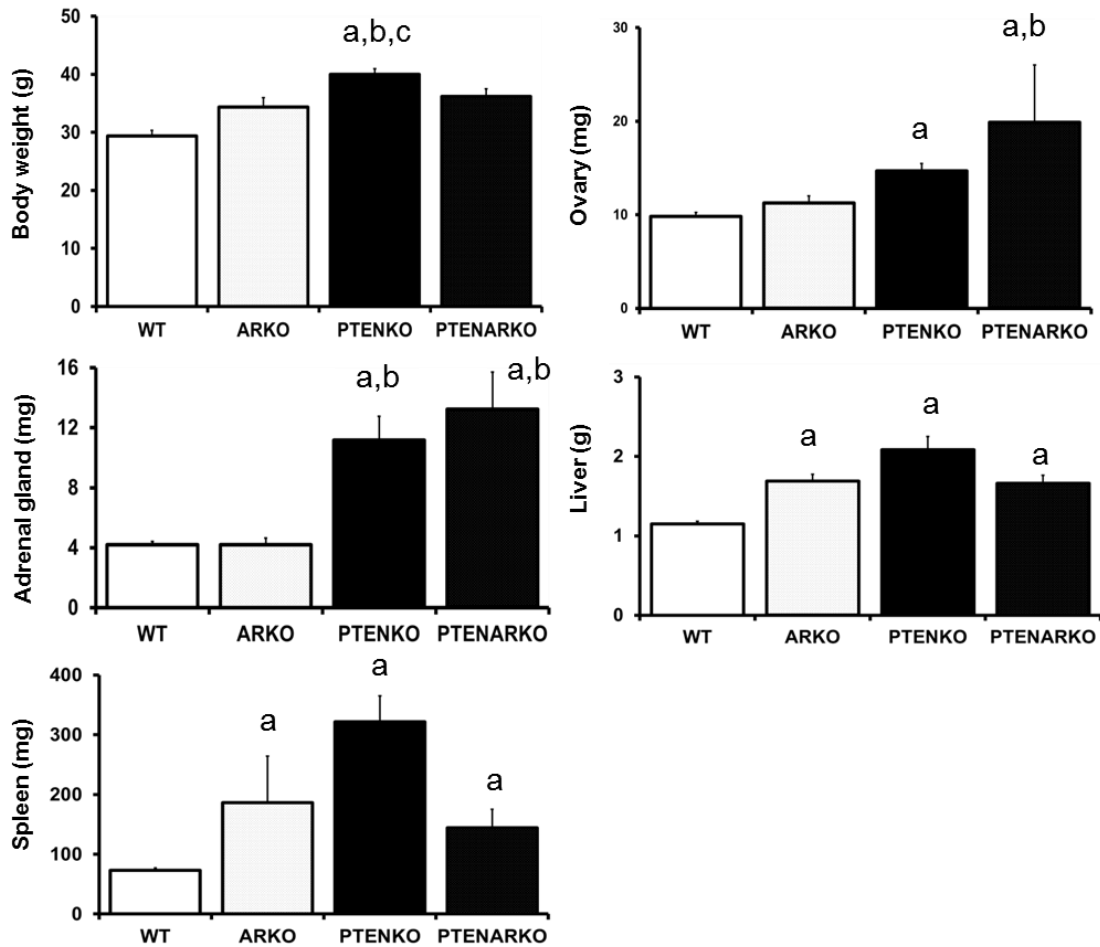 Body weight (g)
50
40
30
20
10
0
a,b,c
WT ARKO PTENKO PTENARKO
Ovary (mg)
30
20
10
0
a
a,b
WT ARKO PTENKO PTENARKO
Adrenal gland (mg)
16
12
8
4
0
a,b
a,b
WT ARKO PTENKO PTENARKO
Liver (g)
3
2
1
0
a
a
a
WT ARKO PTENKO PTENARKO
Spleen (mg)
400
300
200
100
0
a
a
a
WT ARKO PTENKO PTENARKO